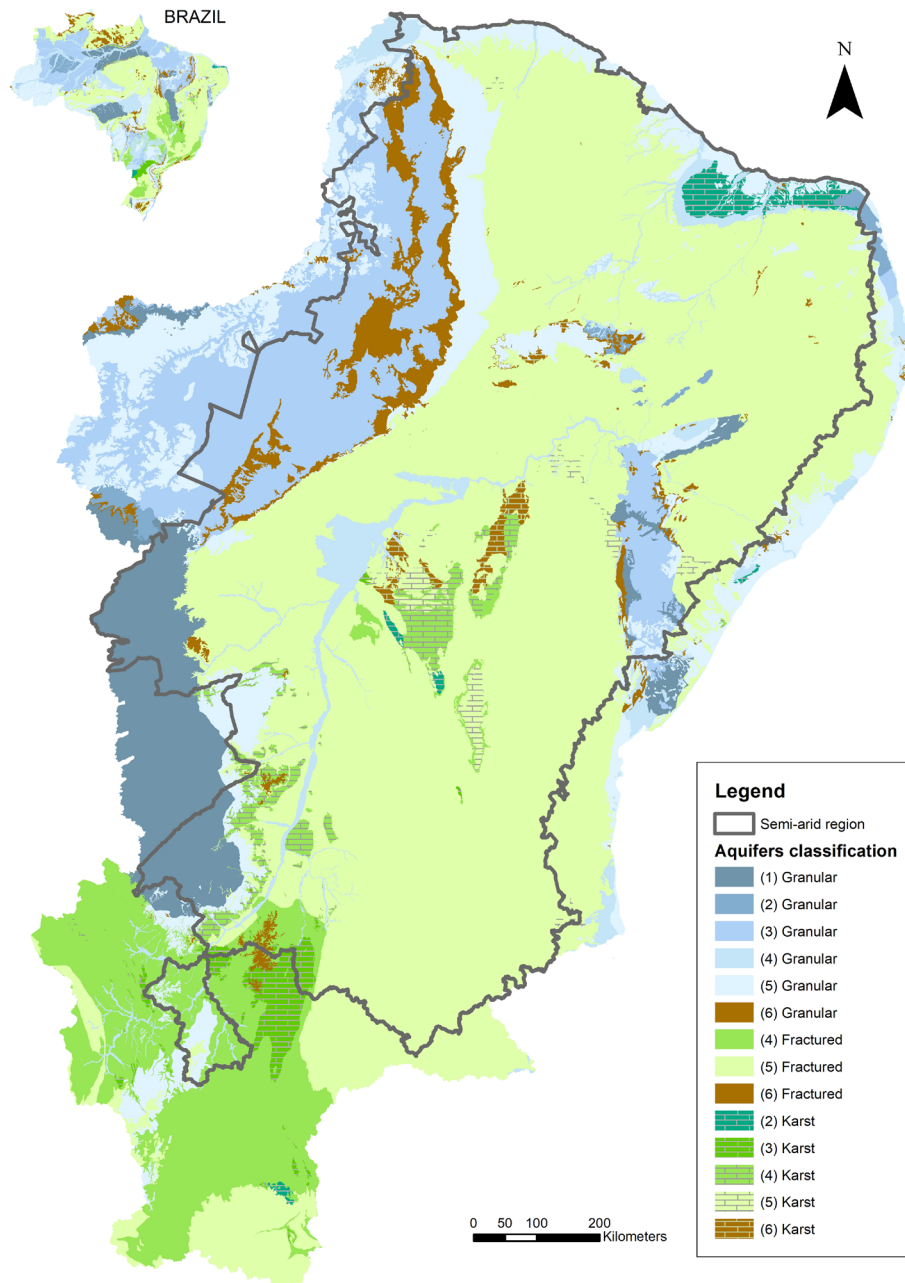 BRAZIL
N
Legend
Semi-arid region
Aquifers classification
(1) Granular
(2) Granular
(3) Granular
(4) Granular
(5) Granular
(6) Granular
(4) Fractured
(5) Fractured
(6) Fractured
(2) Karst
(3) Karst
(4) Karst
(5) Karst
(6) Karst
0 50 100 200
Kilometers